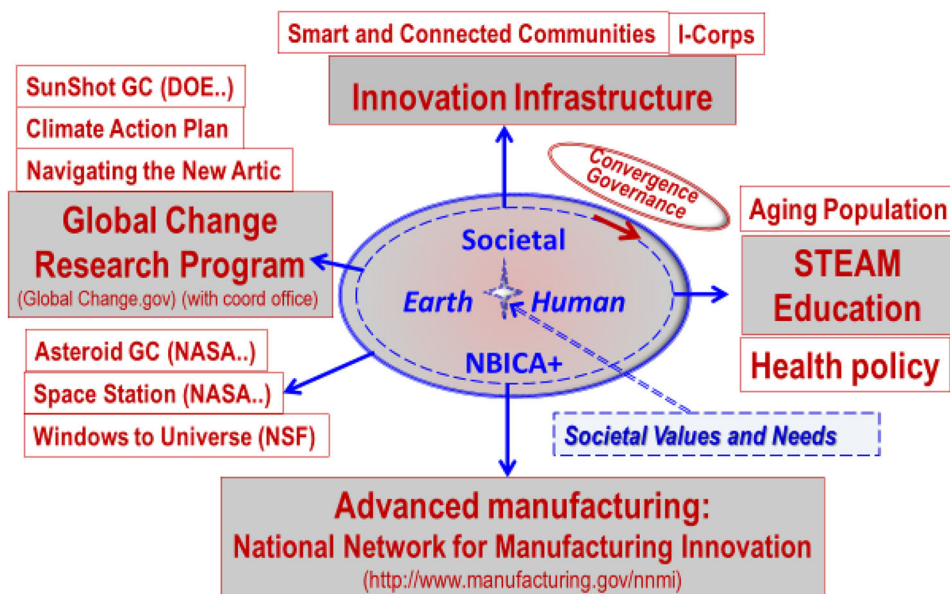 Smart and Connected Communities
I-Corps
Innovation Infrastructure
SunShot GC (DOE..)
Climate Action Plan
Navigating the New Artic
Global Change
Research Program
(Global Change.gov) (with coord office)
Convergence
Governance
Aging Population
STEAM
Education
Health policy
Societal
Earth
Human
NBICA+
Asteroid GC (NASA..)
Space Station (NASA..)
Windows to Universe (NSF)
Societal Values and Needs
Advanced manufacturing:
National Network for Manufacturing Innovation
(http://www.manufacturing.gov/nnmi)